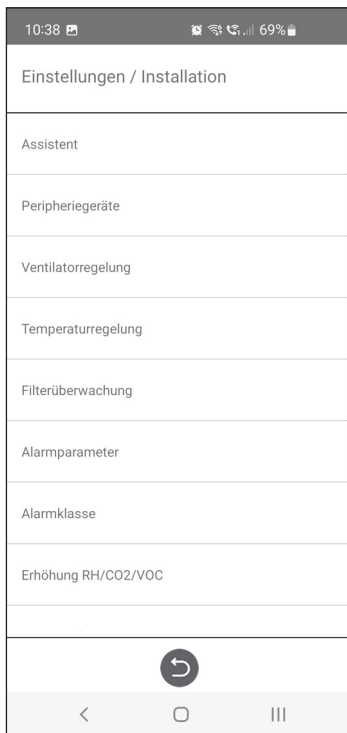 10:38 69%
Einstellungen / Installation
Assistent
Peripheriegeräte
Ventilatorregelung
Temperaturregelung
Filterüberwachung
Alarmparameter
Alarmklasse
Erhöhung RH/CO2/VOC